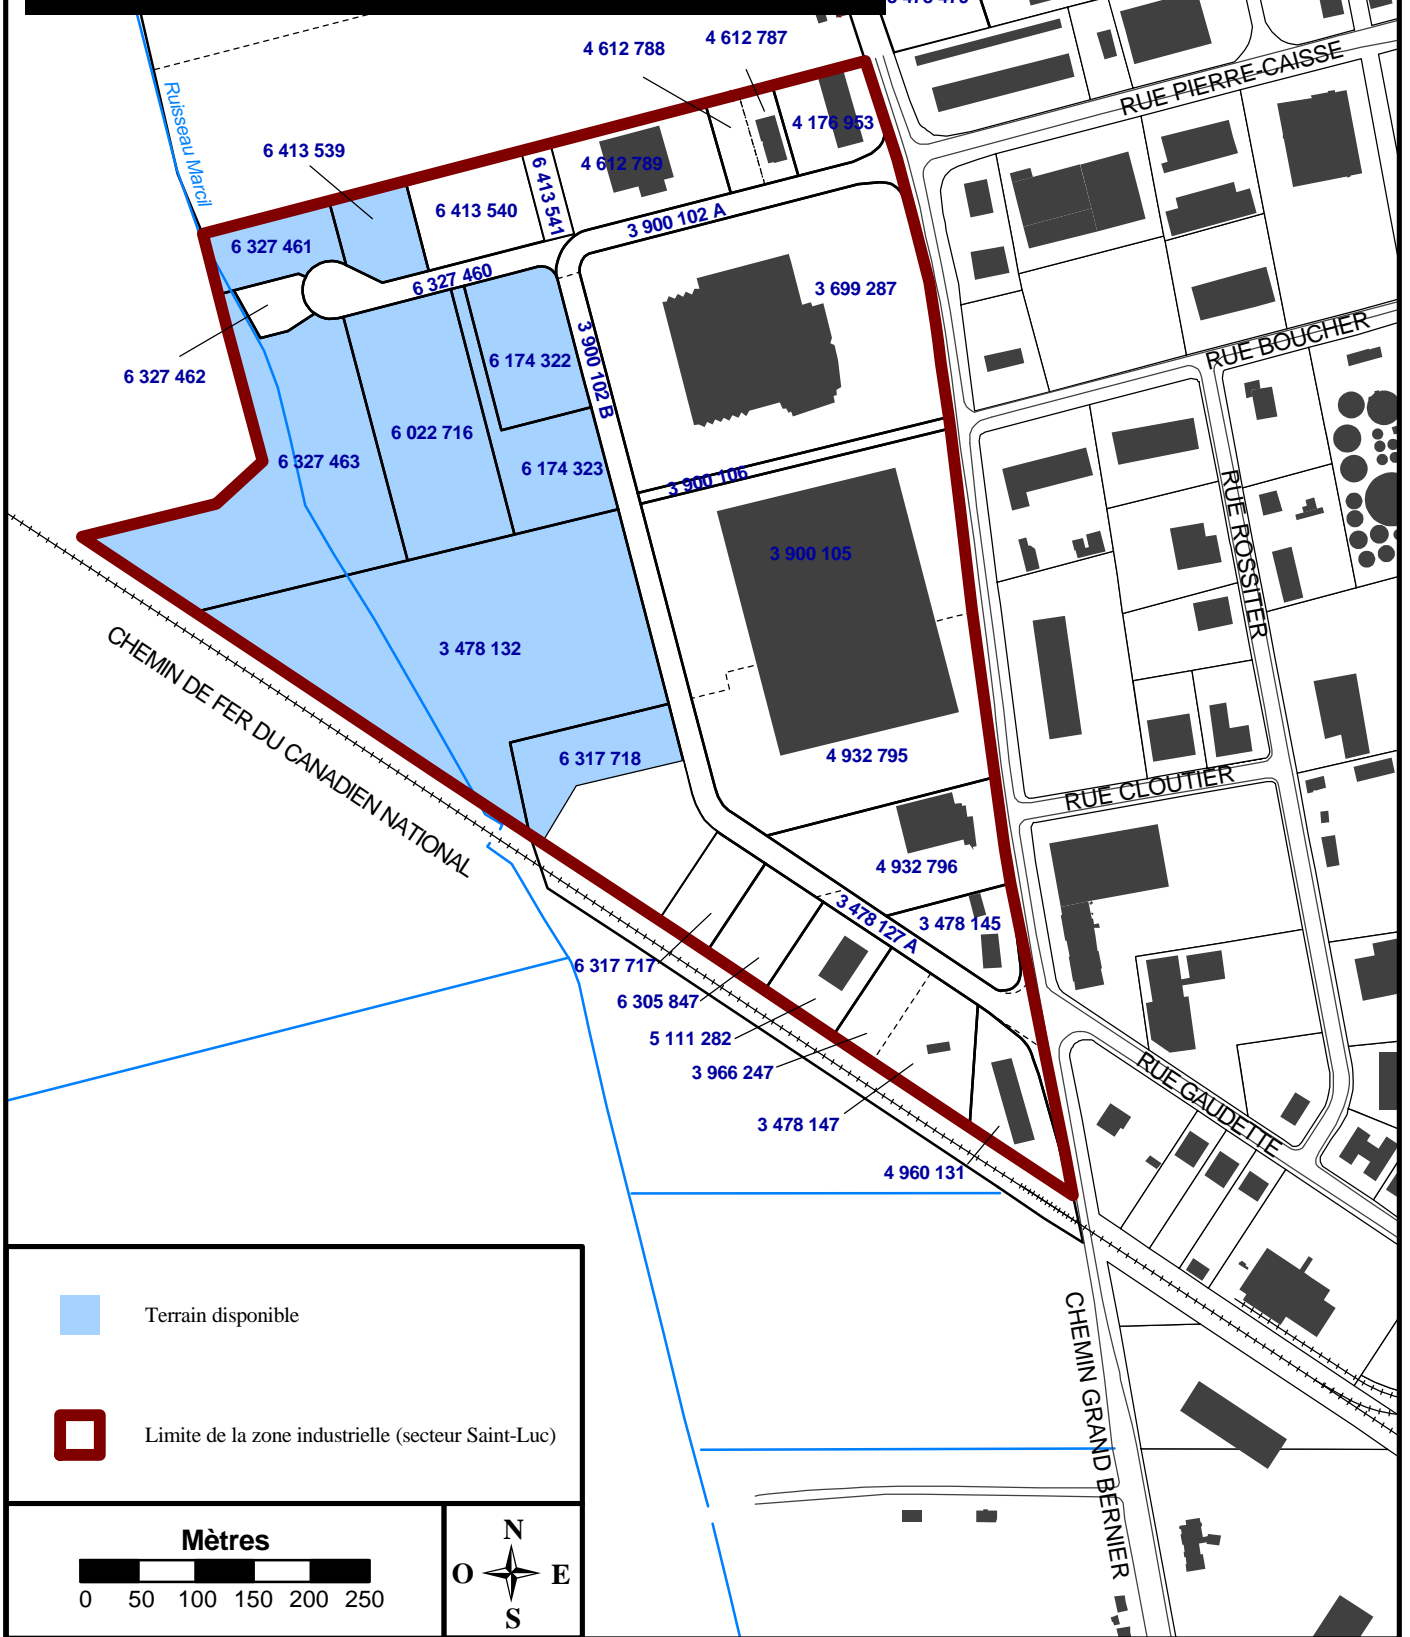 4 612 788
4 612 787
RUE PIERRE-CAISSE
Ruisseau Marcil
6 413 539
4 176 953
4 612 789
6 413 541
6 413 540
3 900 102 A
6 327 461
6 327 460
3 699 287
3 900 102 B
RUE BOUCHER
6 174 322
6 327 462
6 022 716
6 327 463
6 174 323
3 900 106
RUE ROSSITER
3 900 105
3 478 132
CHEMIN DE FER DU CANADIEN NATIONAL
6 317 718
4 932 795
RUE CLOUTIER
4 932 796
3 478 127 A
3 478 145
6 317 717
6 305 847
5 111 282
3 966 247
3 478 147
4 960 131
RUE GAUDETTE
CHEMIN GRAND BERNIER
Terrain disponible
Limite de la zone industrielle (secteur Saint-Luc)
Mètres
0 50 100 150 200 250
N
O E
S